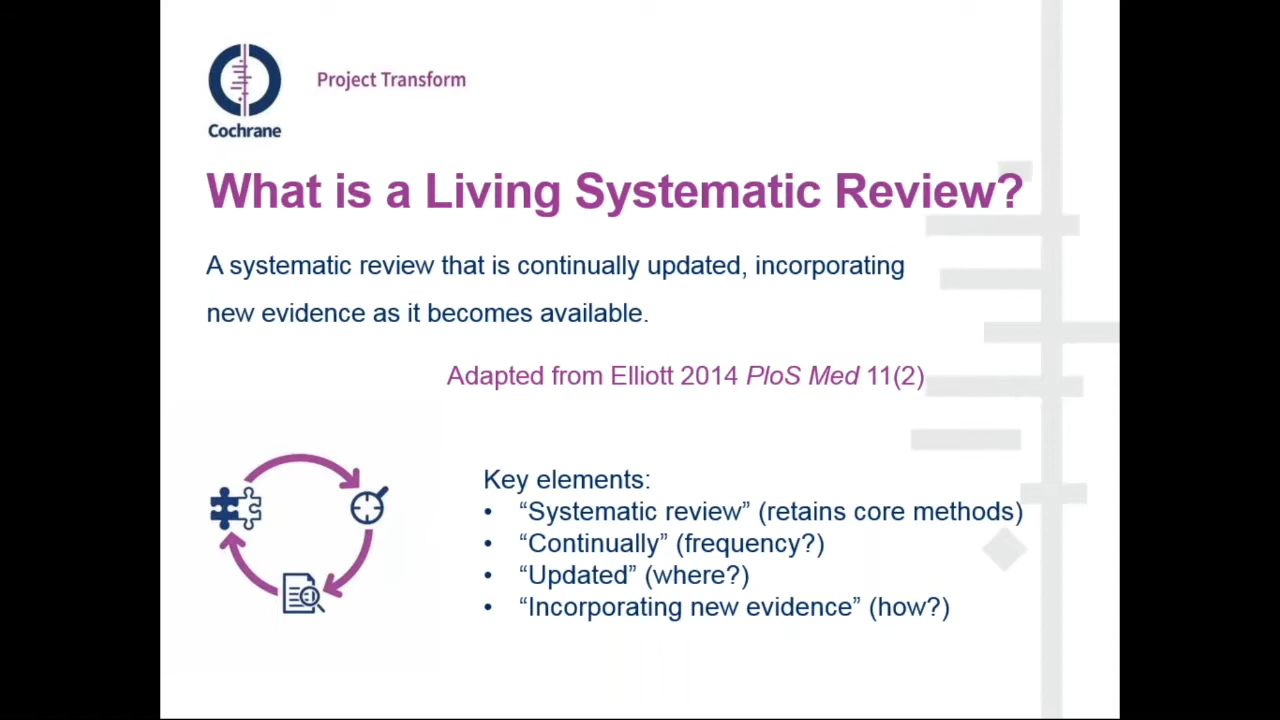 Project Transform
Cochrane
What is a Living Systematic Review?
A systematic review that is continually updated, incorporating
new evidence as it becomes available.
Adapted from Elliott 2014 PloS Med 11(2)
Key elements:
• “Systematic review” (retains core methods)
• “Continually” (frequency?)
• “Updated” (where?)
• “Incorporating new evidence” (how?)